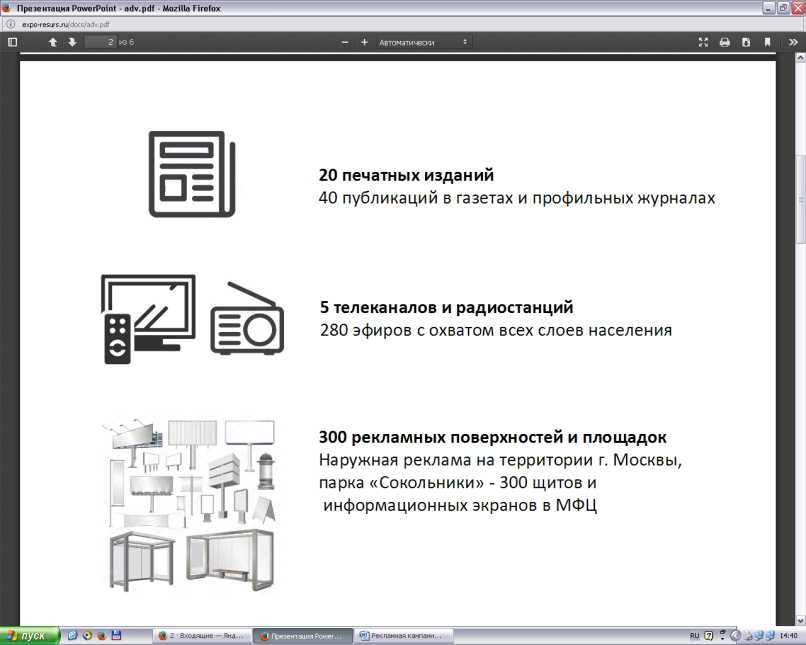 Презентация PowerPoint - adv.pdf - Mozilla Firefox
expo-resurs.ru/docs/adv.pdf
2 из 6
Автоматически
20 печатных изданий
40 публикаций в газетах и профильных журналах
5 телеканалов и радиостанций
280 эфиров с охватом всех слоев населения
300 рекламных поверхностей и площадок
Наружная реклама на территории г. Москвы,
парка «Сокольники» - 300 щитов и
информационных экранов в МФЦ
пуск
2 · Входящие — Янд...
Презентация Power...
Рекланная кампани...
RU
14:40